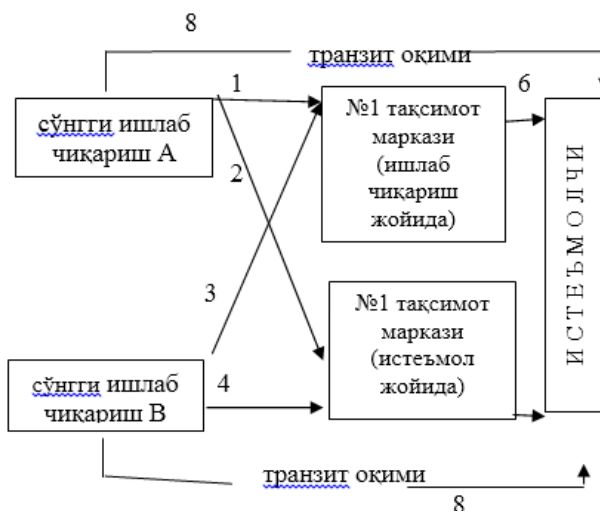 8
транзит оқими
1
6
сўнгги ишлаб
чиқариш А
№1 тақсимот
маркази
(ишлаб
чиқариш
жойида)
2
3
ИСТЕЪМОЛЧИ
№1 тақсимот
маркази
(истеъмол
жойида)
сўнгги ишлаб
чиқариш В
4
транзит оқими
8